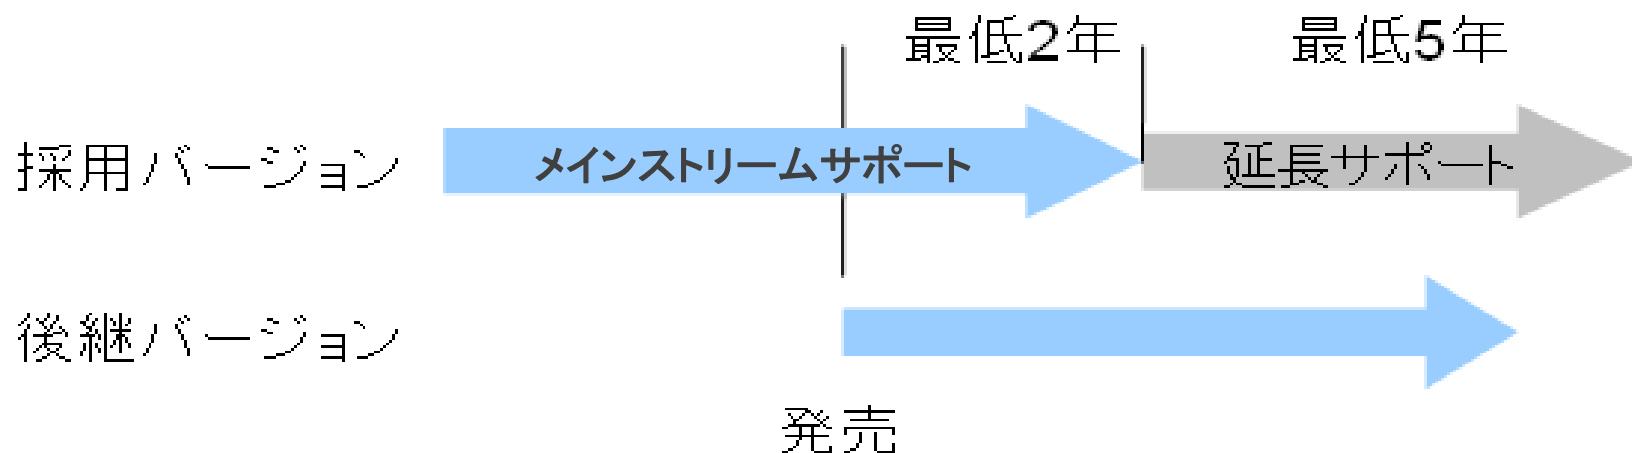 最低2年
最低5年
採用バージョン
メインストリームサポート
延長サポート
後継バージョン
発売